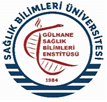 SAĞLIK BİLİMLERİ ÜNİVERSİTESİ
GÜLHANE
SAĞLIK
BİLİMLERİ
ENSTİTÜSÜ
1984